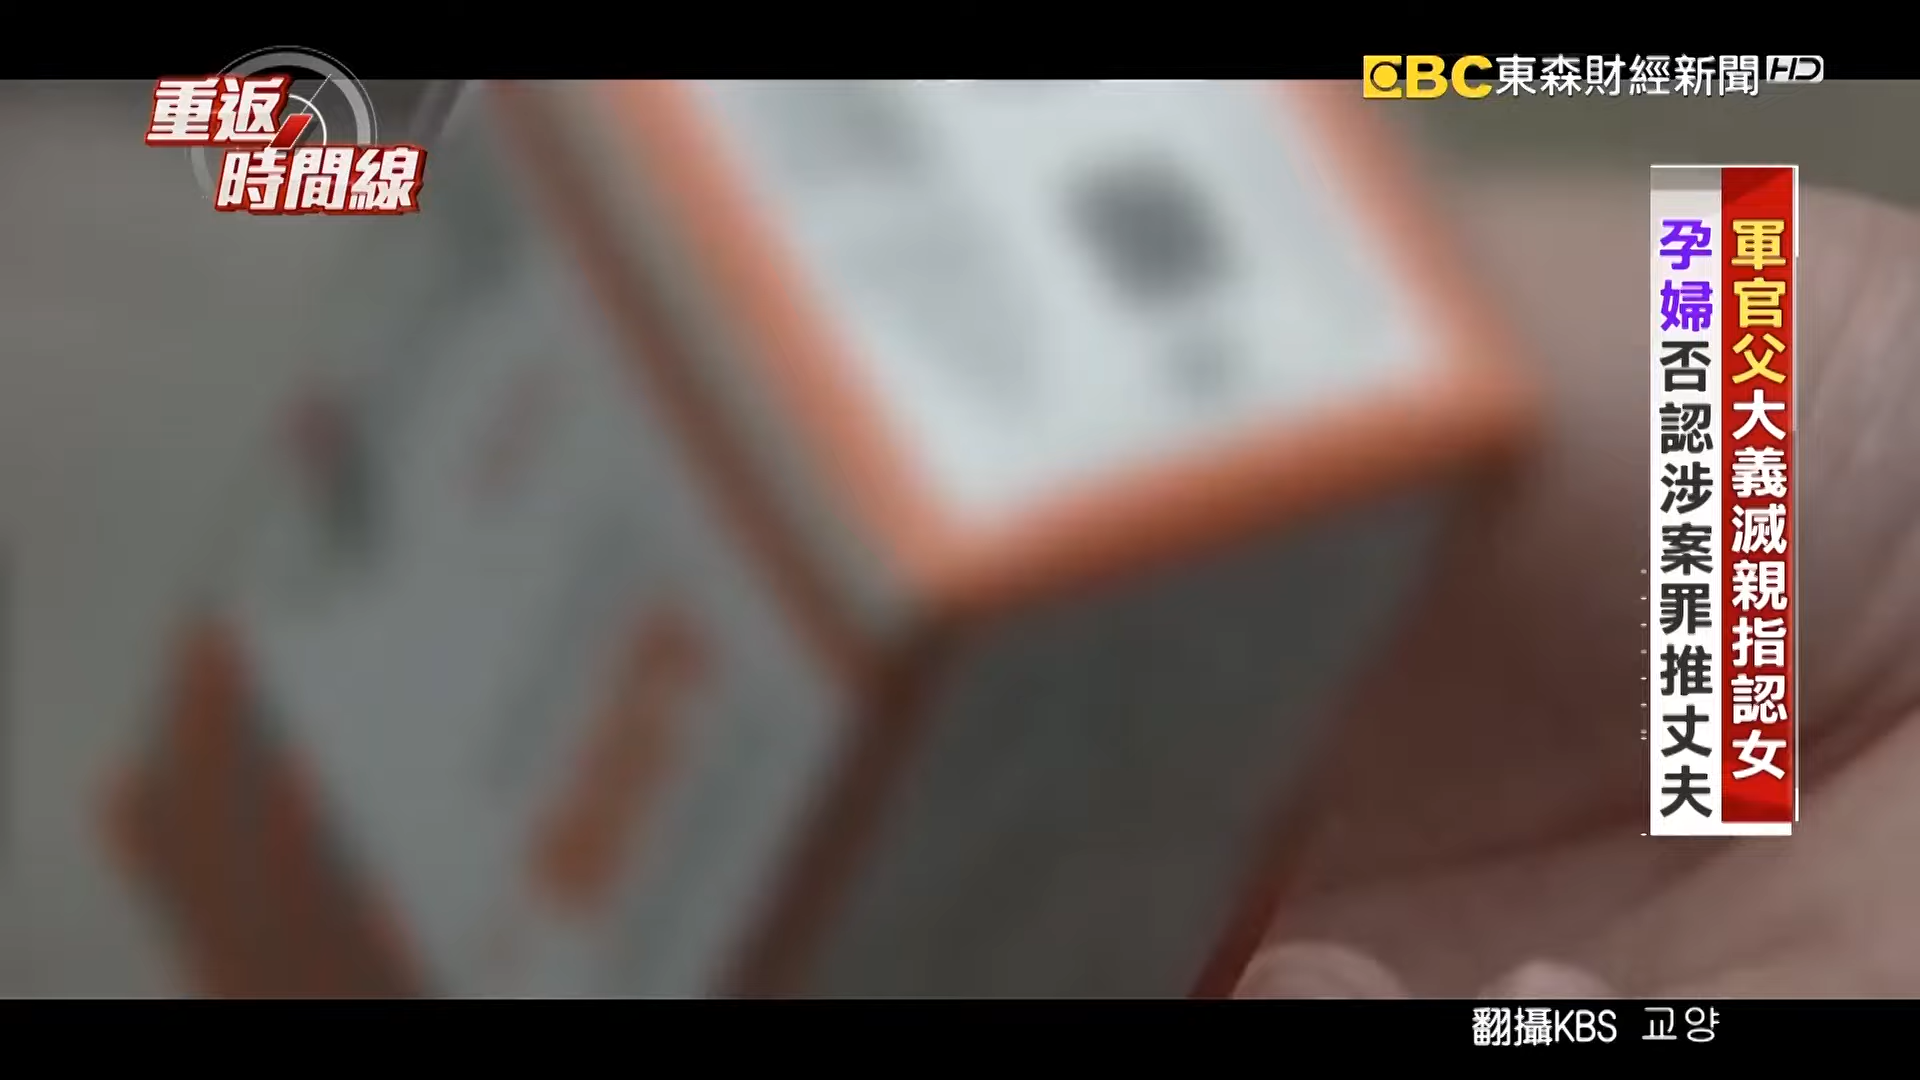 重返
時間線
EBC東森財經新聞HD
軍官父大義滅親指認女
孕婦否認涉案罪推丈夫
翻攝KBS 교양